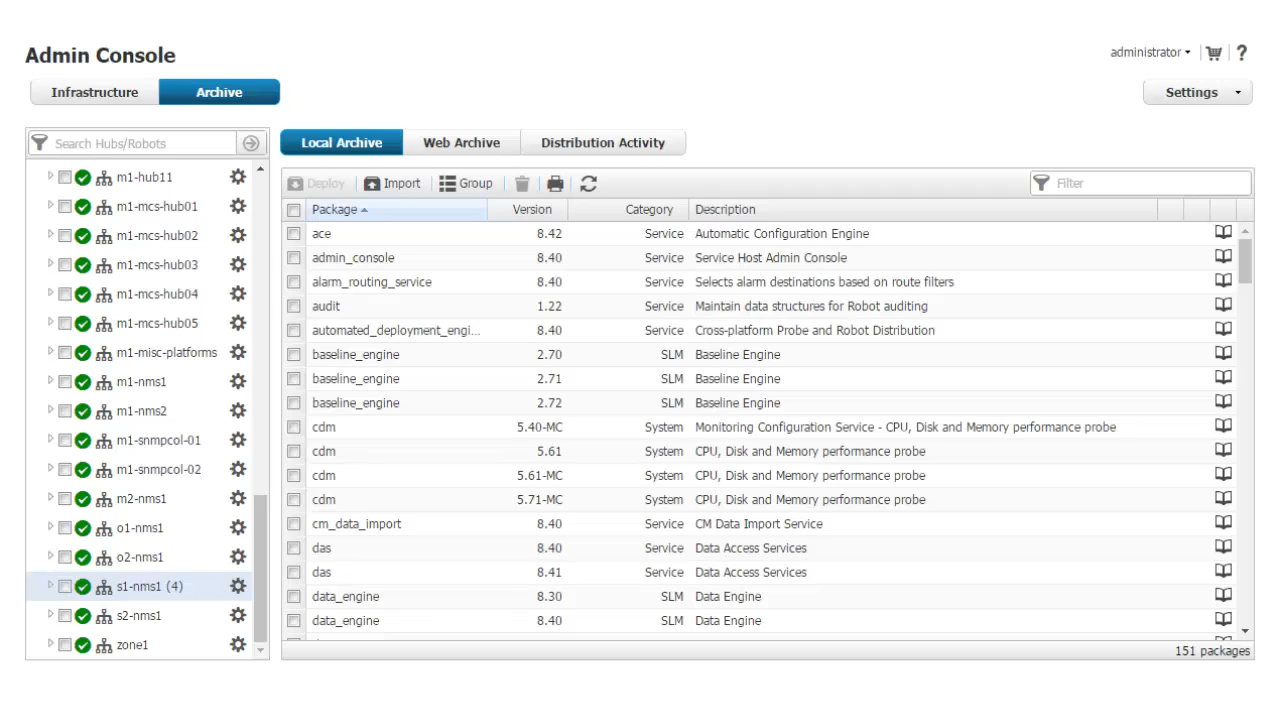 Admin Console
administrator
Infrastructure Archive
Settings
Search Hubs/Robots
m1-hub11
m1-mcs-hub01
m1-mcs-hub02
m1-mcs-hub03
m1-mcs-hub04
m1-mcs-hub05
m1-misc-platforms
m1-nms1
m1-nms2
m1-snmpcol-01
m1-snmpcol-02
m2-nms1
o1-nms1
o2-nms1
s1-nms1 (4)
s2-nms1
zone1
Local Archive Web Archive Distribution Activity
Deploy Import Group Filter
Package Version Category Description
ace 8.42 Service Automatic Configuration Engine
admin_console 8.40 Service Service Host Admin Console
alarm_routing_service 8.40 Service Selects alarm destinations based on route filters
audit 1.22 Service Maintain data structures for Robot auditing
automated_deployment_engi... 8.40 Service Cross-platform Probe and Robot Distribution
baseline_engine 2.70 SLM Baseline Engine
baseline_engine 2.71 SLM Baseline Engine
baseline_engine 2.72 SLM Baseline Engine
cdm 5.40-MC System Monitoring Configuration Service - CPU, Disk and Memory performance probe
cdm 5.61 System CPU, Disk and Memory performance probe
cdm 5.61-MC System CPU, Disk and Memory performance probe
cdm 5.71-MC System CPU, Disk and Memory performance probe
cm_data_import 8.40 Service CM Data Import Service
das 8.40 Service Data Access Services
das 8.41 Service Data Access Services
data_engine 8.30 SLM Data Engine
data_engine 8.40 SLM Data Engine
151 packages